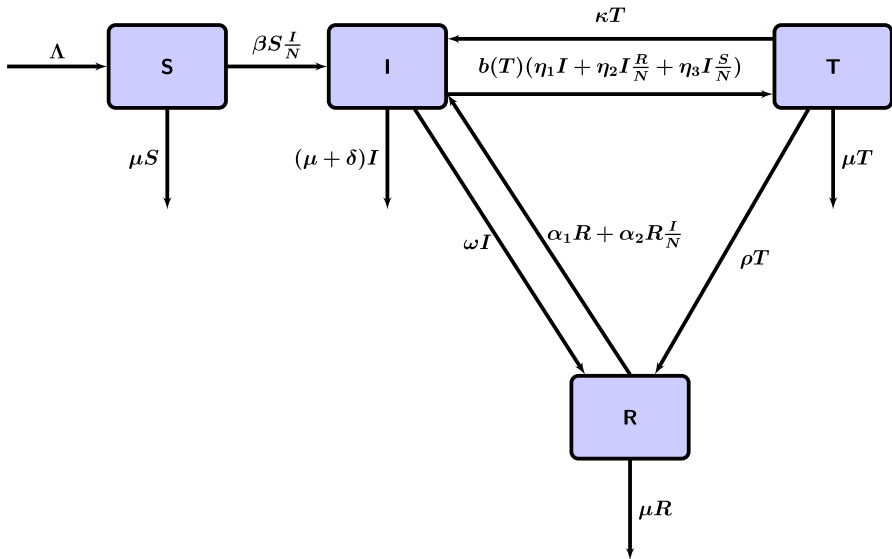 κT
Λ
S
βS I/N
I
b(T)(η₁I + η₂I R/N + η₃I S/N)
T
μS
(μ + δ)I
μT
ωI
α₁R + α₂R I/N
ρT
R
μR